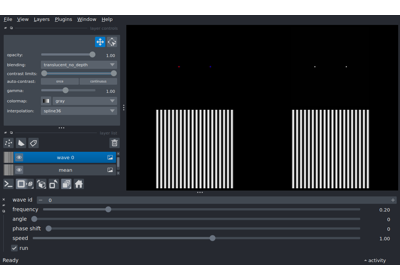 File View Layers Plugins Window Help
opacity: 1.00
blending: translucent_no_depth
contrast limits:
auto-contrast: once continuous
gamma: 1.00
colormap: gray
interpolation: spline36
wave 0
mean
wave id 0
frequency 0.20
angle 0
phase shift 0
speed 1.00
run
Ready activity